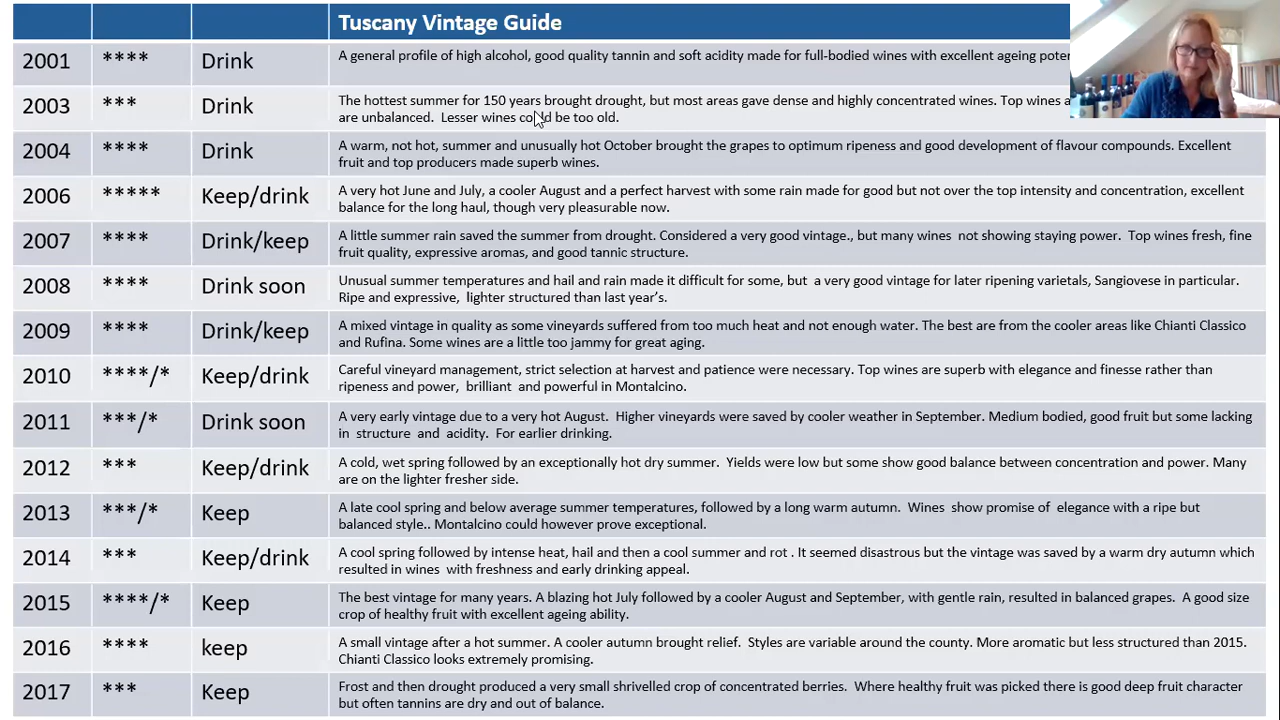 Tuscany Vintage Guide
2001 **** Drink A general profile of high alcohol, good quality tannin and soft acidity made for full-bodied wines with excellent ageing
2003 *** Drink The hottest summer for 150 years brought drought, but most areas gave dense and highly concentrated wines. Top wines
are unbalanced. Lesser wines could be too old.
2004 **** Drink A warm, not hot, summer and unusually hot October brought the grapes to optimum ripeness and good development of flavour compounds. Excellent
fruit and top producers made superb wines.
2006 ***** Keep/drink A very hot June and July, a cooler August and a perfect harvest with some rain made for good but not over the top intensity and concentration, excellent
balance for the long haul, though very pleasurable now.
2007 **** Drink/keep A little summer rain saved the summer from drought. Considered a very good vintage., but many wines not showing staying power. Top wines fresh, fine
fruit quality, expressive aromas, and good tannic structure.
2008 **** Drink soon Unusual summer temperatures and hail and rain made it difficult for some, but a very good vintage for later ripening varietals, Sangiovese in particular.
Ripe and expressive, lighter structured than last year's.
2009 **** Drink/keep A mixed vintage in quality as some vineyards suffered from too much heat and not enough water. The best are from the cooler areas like Chianti Classico
and Rufina. Some wines are a little too jammy for great aging.
2010 ****/* Keep/drink Careful vineyard management, strict selection at harvest and patience were necessary. Top wines are superb with elegance and finesse rather than
ripeness and power, brilliant and powerful in Montalcino.
2011 ***/* Drink soon A very early vintage due to a very hot August. Higher vineyards were saved by cooler weather in September. Medium bodied, good fruit but some lacking
in structure and acidity. For earlier drinking.
2012 *** Keep/drink A cold, wet spring followed by an exceptionally hot dry summer. Yields were low but some show good balance between concentration and power. Many
are on the lighter fresher side.
2013 ***/* Keep A late cool spring and below average summer temperatures, followed by a long warm autumn. Wines show promise of elegance with a ripe but
balanced style.. Montalcino could however prove exceptional.
2014 *** Keep/drink A cool spring followed by intense heat, hail and then a cool summer and rot . It seemed disastrous but the vintage was saved by a warm dry autumn which
resulted in wines with freshness and early drinking appeal.
2015 ****/* Keep The best vintage for many years. A blazing hot July followed by a cooler August and September, with gentle rain, resulted in balanced grapes. A good size
crop of healthy fruit with excellent ageing ability.
2016 **** keep A small vintage after a hot summer. A cooler autumn brought relief. Styles are variable around the county. More aromatic but less structured than 2015.
Chianti Classico looks extremely promising.
2017 *** Keep Frost and then drought produced a very small shrivelled crop of concentrated berries. Where healthy fruit was picked there is good deep fruit character
but often tannins are dry and out of balance.